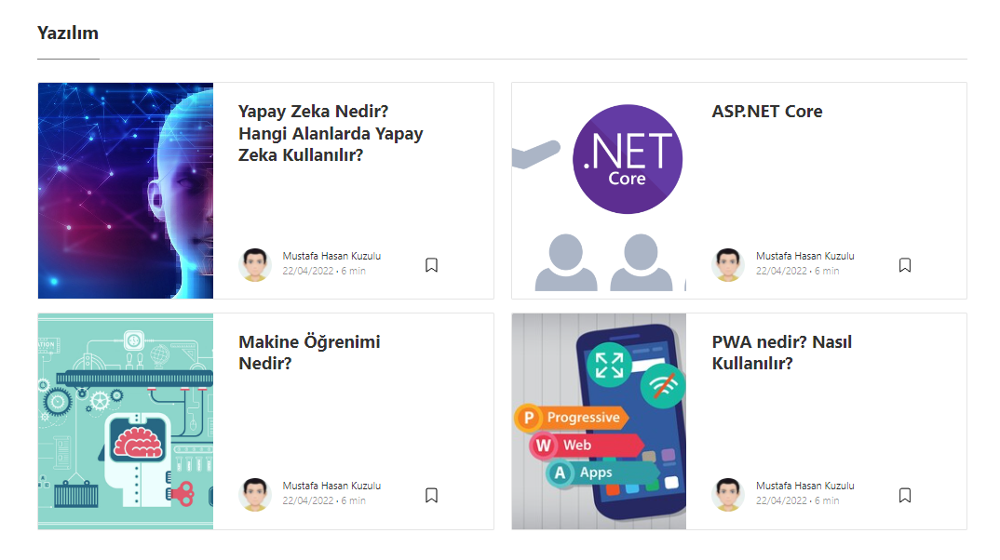 Yazılım
Yapay Zeka Nedir?
Hangi Alanlarda Yapay
Zeka Kullanılır?
Mustafa Hasan Kuzulu
22/04/2022 • 6 min
.NET
Core
ASP.NET Core
Mustafa Hasan Kuzulu
22/04/2022 • 6 min
Makine Öğrenimi
Nedir?
Mustafa Hasan Kuzulu
22/04/2022 • 6 min
P Progressive
W Web
A Apps
PWA nedir? Nasıl
Kullanılır?
Mustafa Hasan Kuzulu
22/04/2022 • 6 min